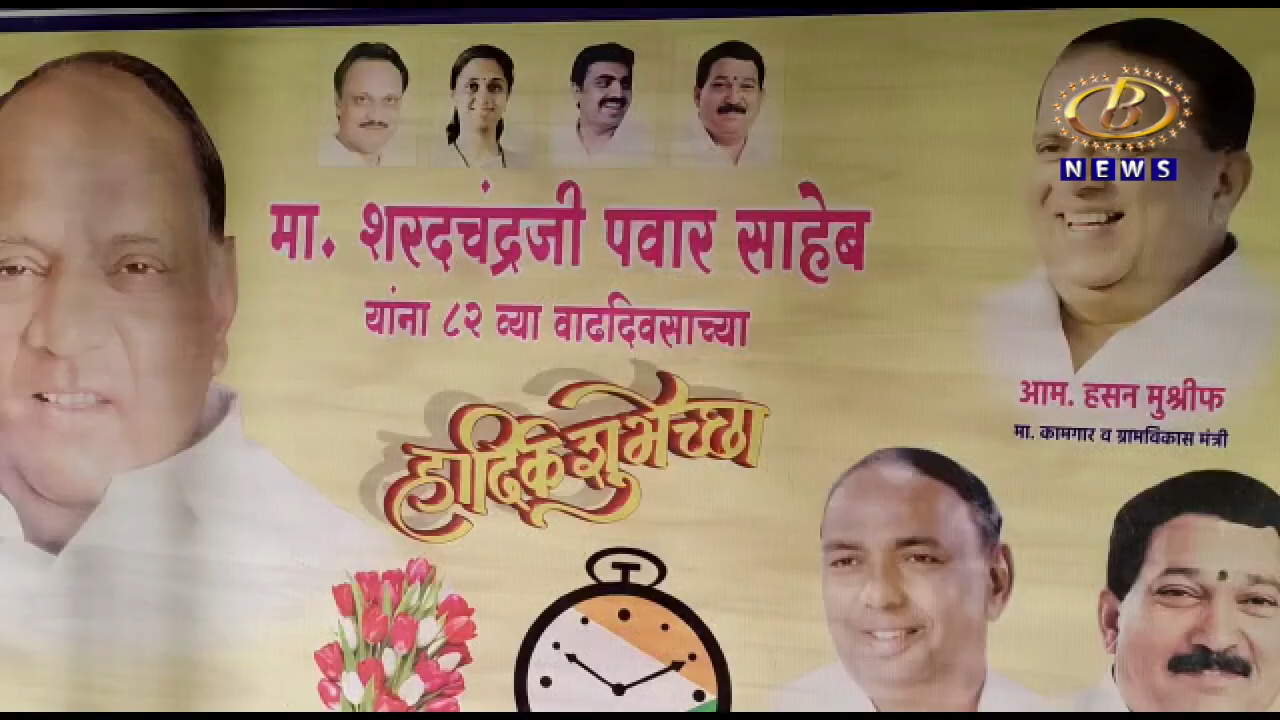 B
NEWS
मा. शरदचंद्रजी पवार साहेब
यांना ८२ व्या वाढदिवसाच्या
हार्दिक शुभेच्छा
आम. हसन मुश्रीफ
मा. कामगार व ग्रामविकास मंत्री